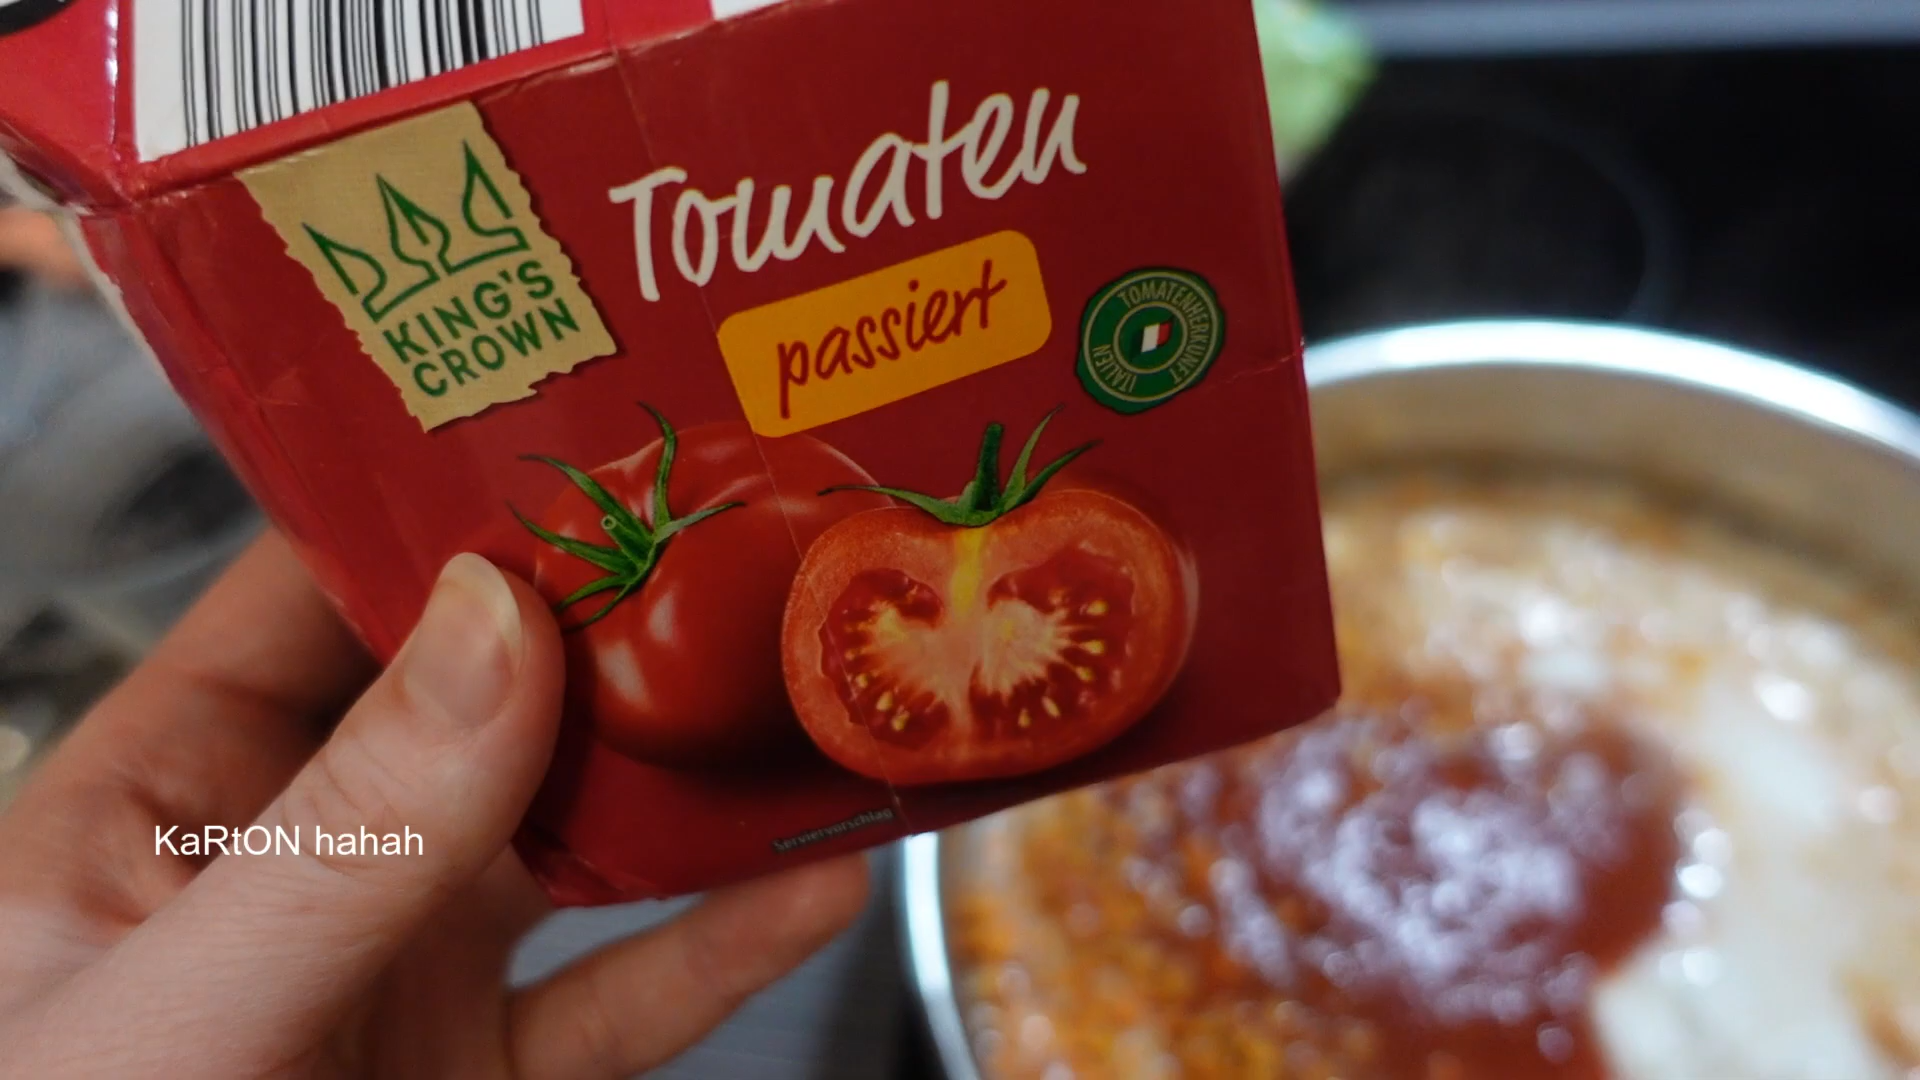 Tomaten
KING'S
CROWN
passiert
TOMATENHERKUNFT
ITALIEN
Serviervorschlag
KaRtON hahah